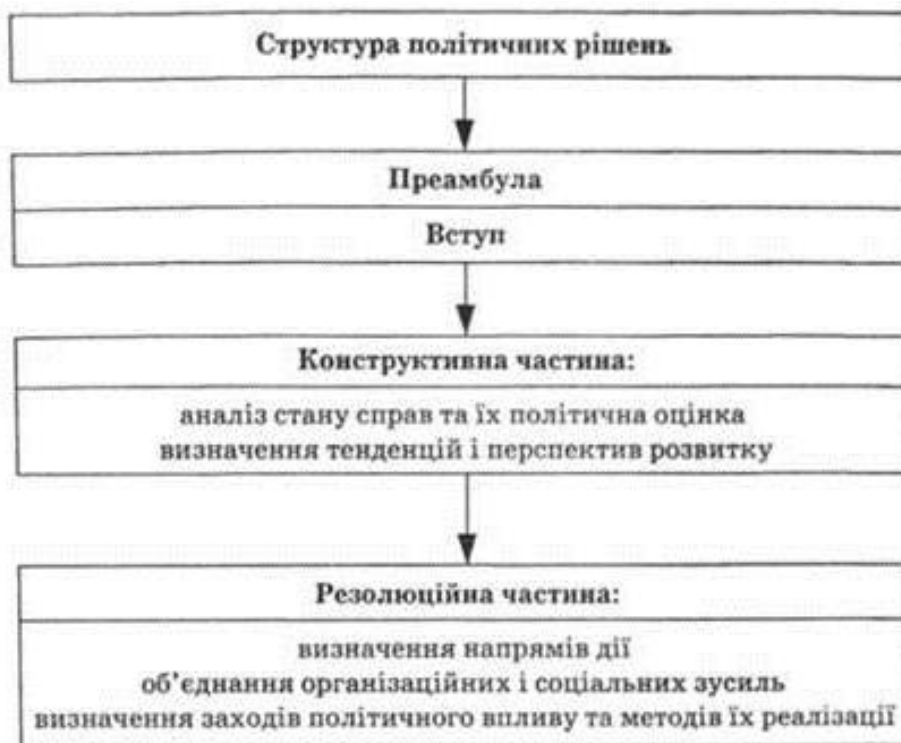 Структура політичних рішень
Преамбула
Вступ
Конструктивна частина:
аналіз стану справ та їх політична оцінка
визначення тенденцій і перспектив розвитку
Резолюційна частина:
визначення напрямів дії
об’єднання організаційних і соціальних зусиль
визначення заходів політичного впливу та методів їх реалізації